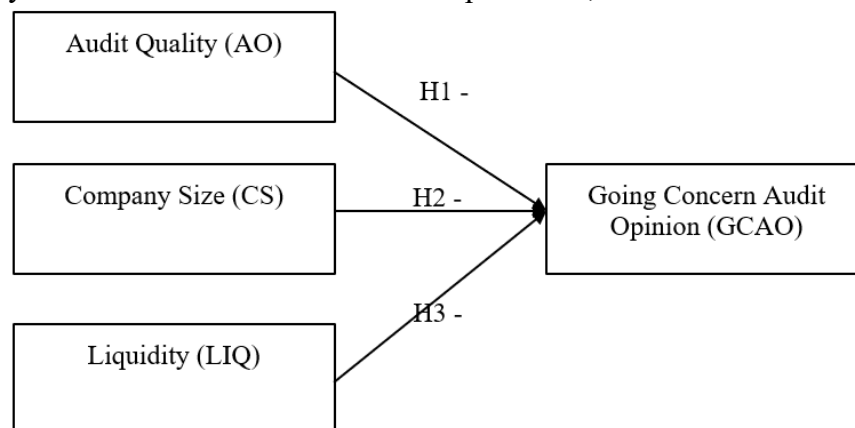 Audit Quality (AO)
H1 -
Company Size (CS)
H2 -
Going Concern Audit
Opinion (GCAO)
H3 -
Liquidity (LIQ)